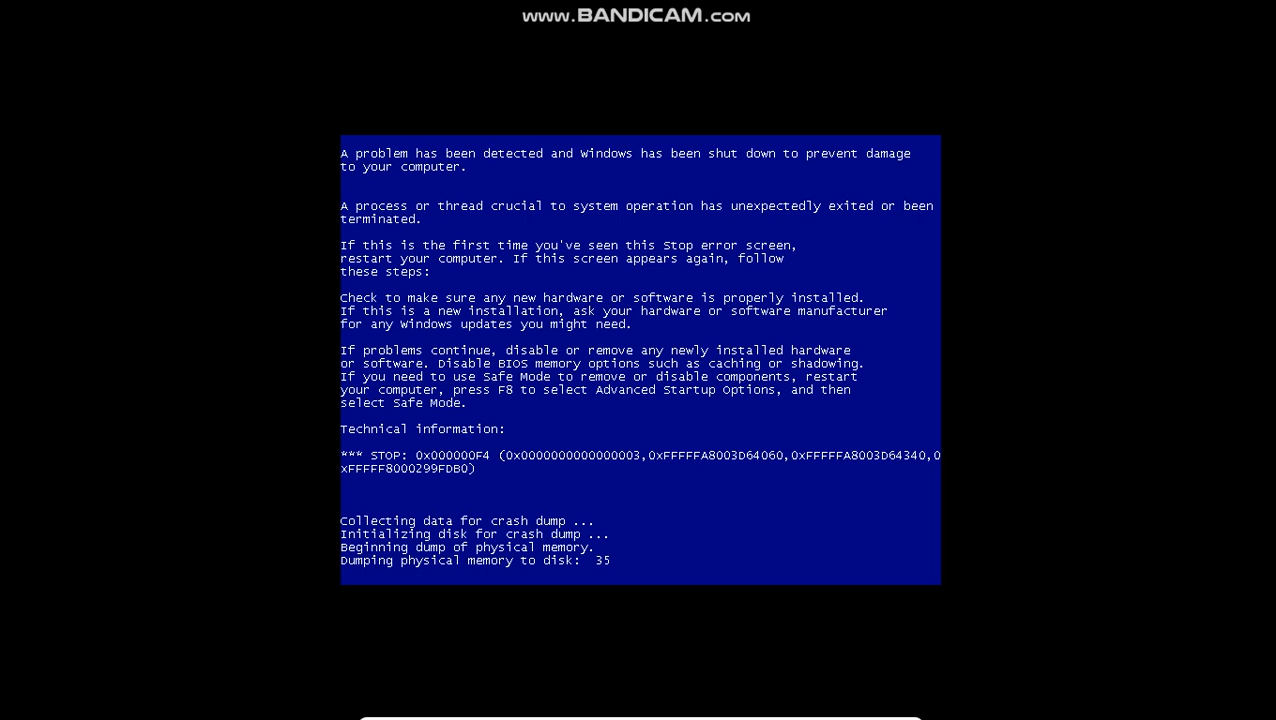 www.BANDICAM.com
A problem has been detected and Windows has been shut down to prevent damage
to your computer.
A process or thread crucial to system operation has unexpectedly exited or been
terminated.
If this is the first time you've seen this Stop error screen,
restart your computer. If this screen appears again, follow
these steps:
Check to make sure any new hardware or software is properly installed.
If this is a new installation, ask your hardware or software manufacturer
for any Windows updates you might need.
If problems continue, disable or remove any newly installed hardware
or software. Disable BIOS memory options such as caching or shadowing.
If you need to use Safe Mode to remove or disable components, restart
your computer, press F8 to select Advanced Startup Options, and then
select Safe Mode.
Technical information:
*** STOP: 0x000000F4 (0x0000000000000003,0xFFFFFA8003D64060,0xFFFFFA8003D64340,0
xFFFFF8000299FDB0)
Collecting data for crash dump ...
Initializing disk for crash dump ...
Beginning dump of physical memory.
Dumping physical memory to disk:  35